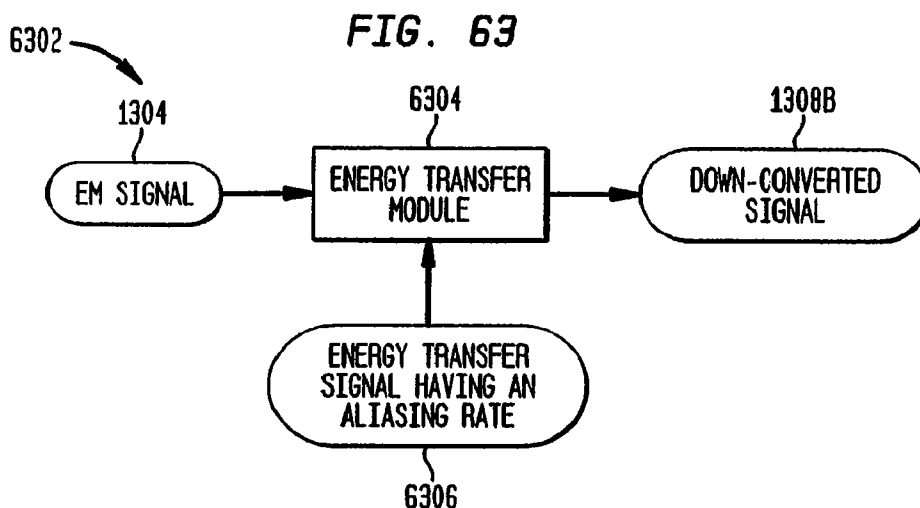 FIG. 63
6302
1304
6304
1308B
EM SIGNAL
ENERGY TRANSFER
MODULE
DOWN-CONVERTED
SIGNAL
ENERGY TRANSFER
SIGNAL HAVING AN
ALIASING RATE
6306